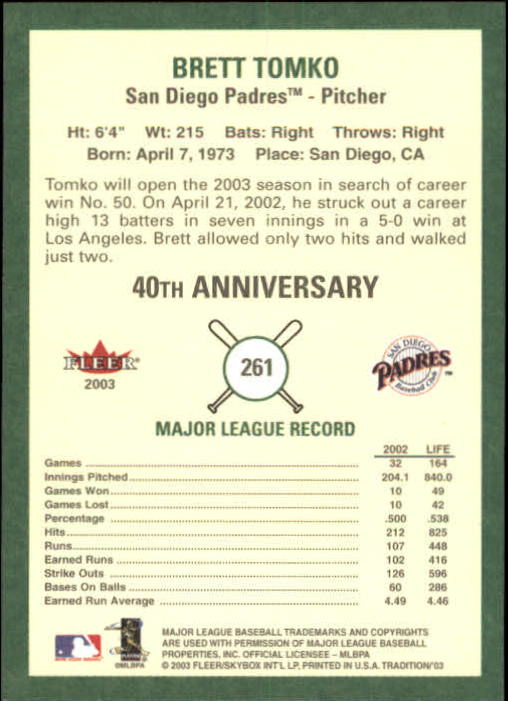 BRETT TOMKO
San Diego Padres™ - Pitcher
Ht: 6'4" Wt: 215 Bats: Right Throws: Right
Born: April 7, 1973 Place: San Diego, CA
Tomko will open the 2003 season in search of career
win No. 50. On April 21, 2002, he struck out a career
high 13 batters in seven innings in a 5-0 win at
Los Angeles. Brett allowed only two hits and walked
just two.
40TH ANNIVERSARY
FLEER®
2003
261
SAN DIEGO
PADRES
Baseball Club
™
MAJOR LEAGUE RECORD
2002 LIFE
Games 32 164
Innings Pitched 204.1 840.0
Games Won 10 49
Games Lost 10 42
Percentage .500 .538
Hits 212 825
Runs 107 448
Earned Runs 102 416
Strike Outs 126 596
Bases On Balls 60 286
Earned Run Average 4.49 4.46
©MLBPA
MAJOR LEAGUE BASEBALL TRADEMARKS AND COPYRIGHTS
ARE USED WITH PERMISSION OF MAJOR LEAGUE BASEBALL
PROPERTIES, INC. OFFICIAL LICENSEE - MLBPA
© 2003 FLEER/SKYBOX INT'L LP, PRINTED IN U.S.A. TRADITION/'03